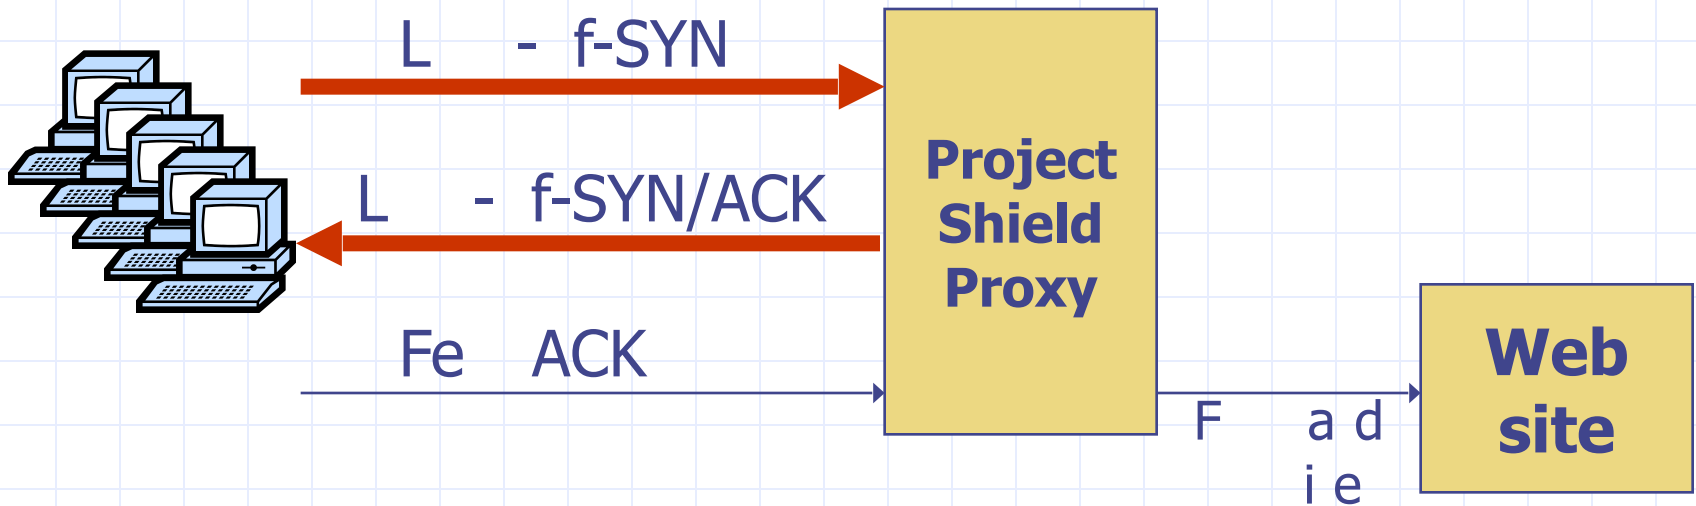 L - f-SYN
L - f-SYN/ACK
Fe ACK
Project
Shield
Proxy
F a d
i e
Web
site